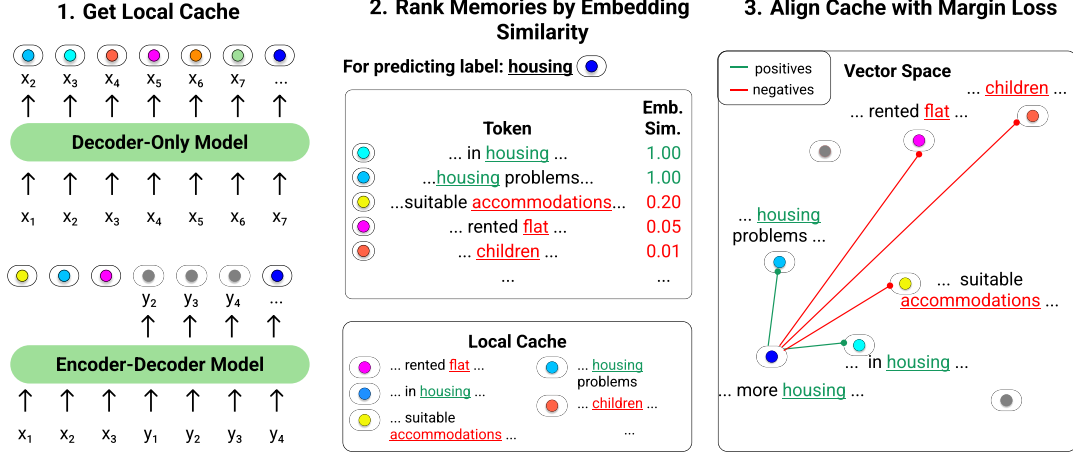 1. Get Local Cache
x2 x3 x4 x5 x6 x7 ...
Decoder-Only Model
x1 x2 x3 x4 x5 x6 x7
y2 y3 y4 ...
Encoder-Decoder Model
x1 x2 x3 y1 y2 y3 y4
2. Rank Memories by Embedding
Similarity
For predicting label: housing
Token
Emb.
Sim.
... in housing ... 1.00
...housing problems... 1.00
...suitable accommodations... 0.20
... rented flat ... 0.05
... children ... 0.01
... ...
Local Cache
... rented flat ...
... in housing ...
... suitable
accommodations ...
... housing
problems
... children ...
...
3. Align Cache with Margin Loss
positives
negatives
Vector Space
... children ...
... rented flat ...
... housing
problems ...
... suitable
accommodations ...
... in housing ...
... more housing ...